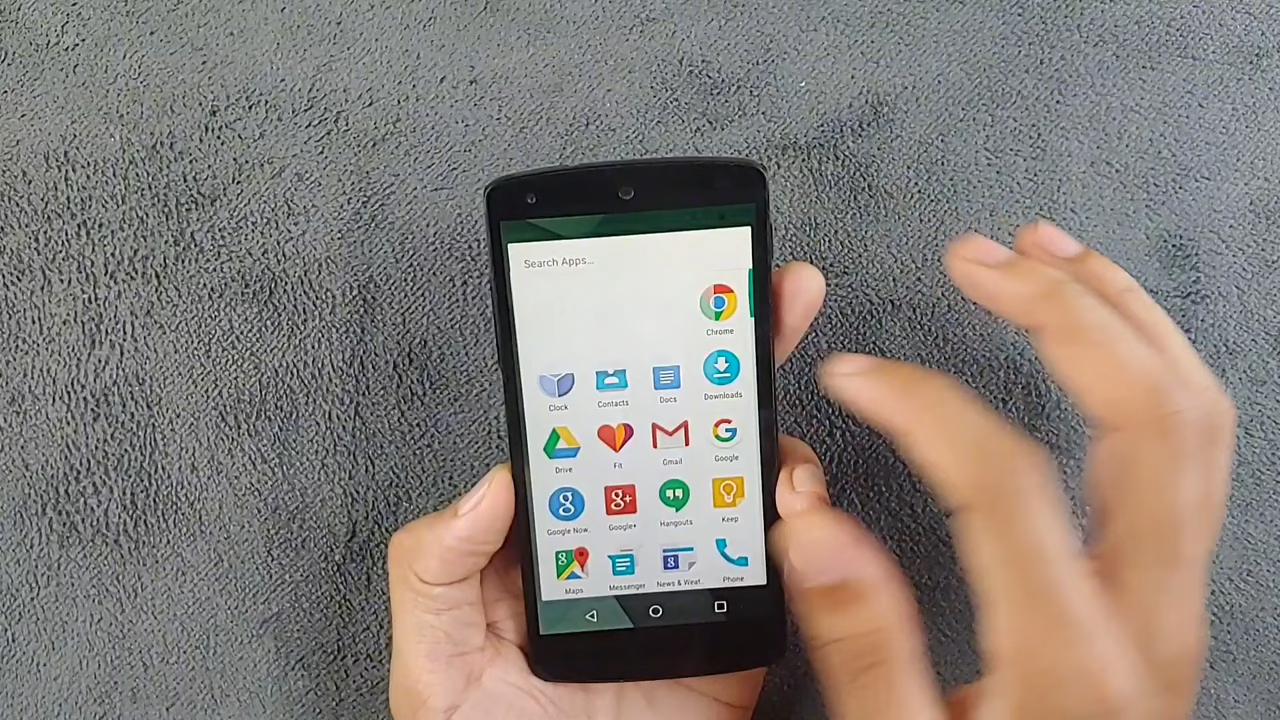 Search Apps...
Chrome
Clock Contacts Docs Downloads
Drive Fit Gmail Google
Google Now. Google+ Hangouts Keep
Maps Messenger News & Weat.. Phone